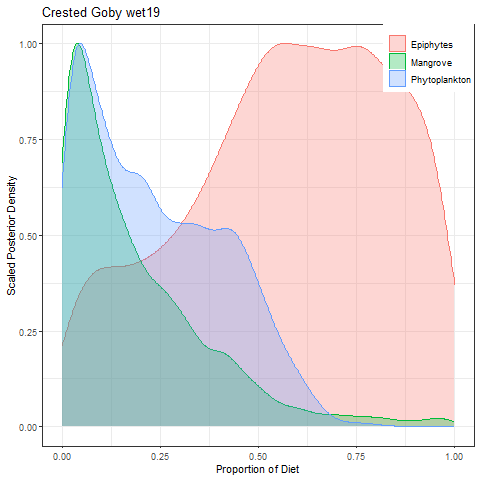 Crested Goby wet19
Epiphytes
Mangrove
Phytoplankton
Scaled Posterior Density
1.00
0.75
0.50
0.25
0.00
0.00 0.25 0.50 0.75 1.00
Proportion of Diet